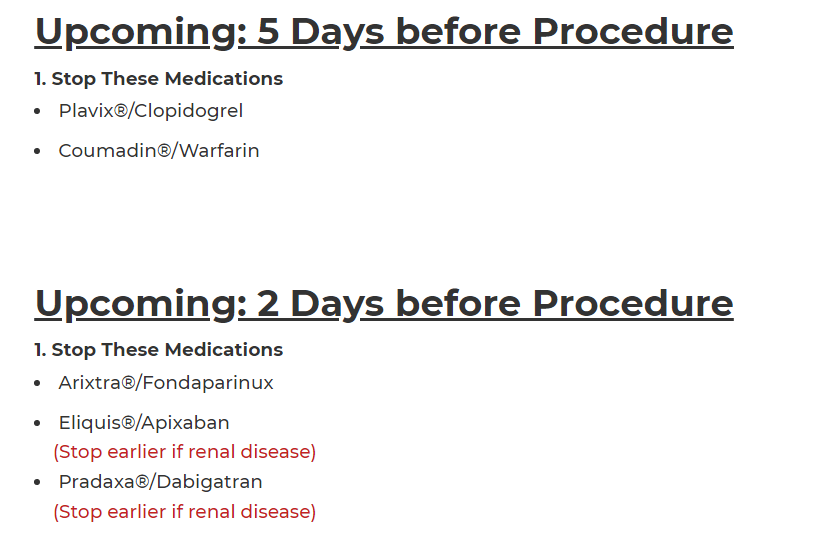 Upcoming: 5 Days before Procedure
1. Stop These Medications
• Plavix®/Clopidogrel
• Coumadin®/Warfarin
Upcoming: 2 Days before Procedure
1. Stop These Medications
• Arixtra®/Fondaparinux
• Eliquis®/Apixaban
(Stop earlier if renal disease)
• Pradaxa®/Dabigatran
(Stop earlier if renal disease)